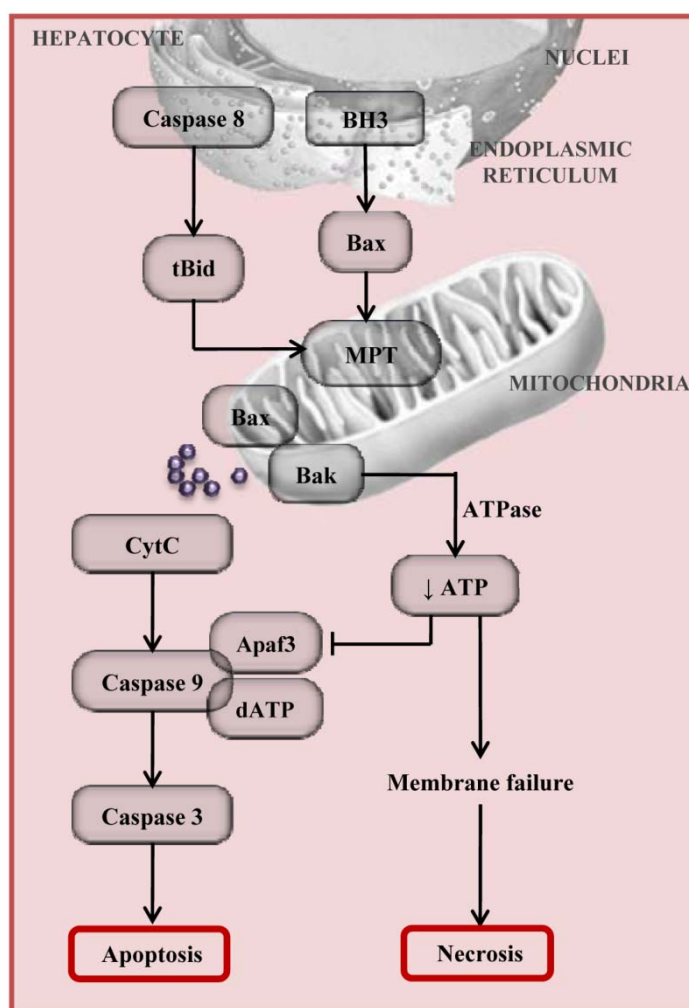 HEPATOCYTE
NUCLEI
Caspase 8
BH3
ENDOPLASMIC
RETICULUM
tBid
Bax
MPT
MITOCHONDRIA
Bax
Bak
ATPase
CytC
↓ ATP
Apaf3
Caspase 9
dATP
Membrane failure
Caspase 3
Apoptosis
Necrosis